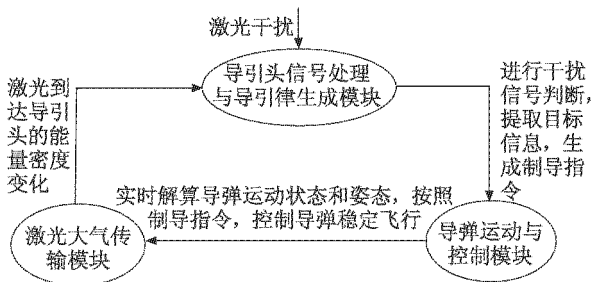 激光干扰
导引头信号处理
与导引律生成模块
激光到
达导引
头的能
量密度
变化
进行干扰
信号判断，
提取目标
信息，生
成制导指
令
实时解算导弹运动状态和姿态，按照
制导指令，控制导弹稳定飞行
激光大气传
输模块
导弹运动与
控制模块